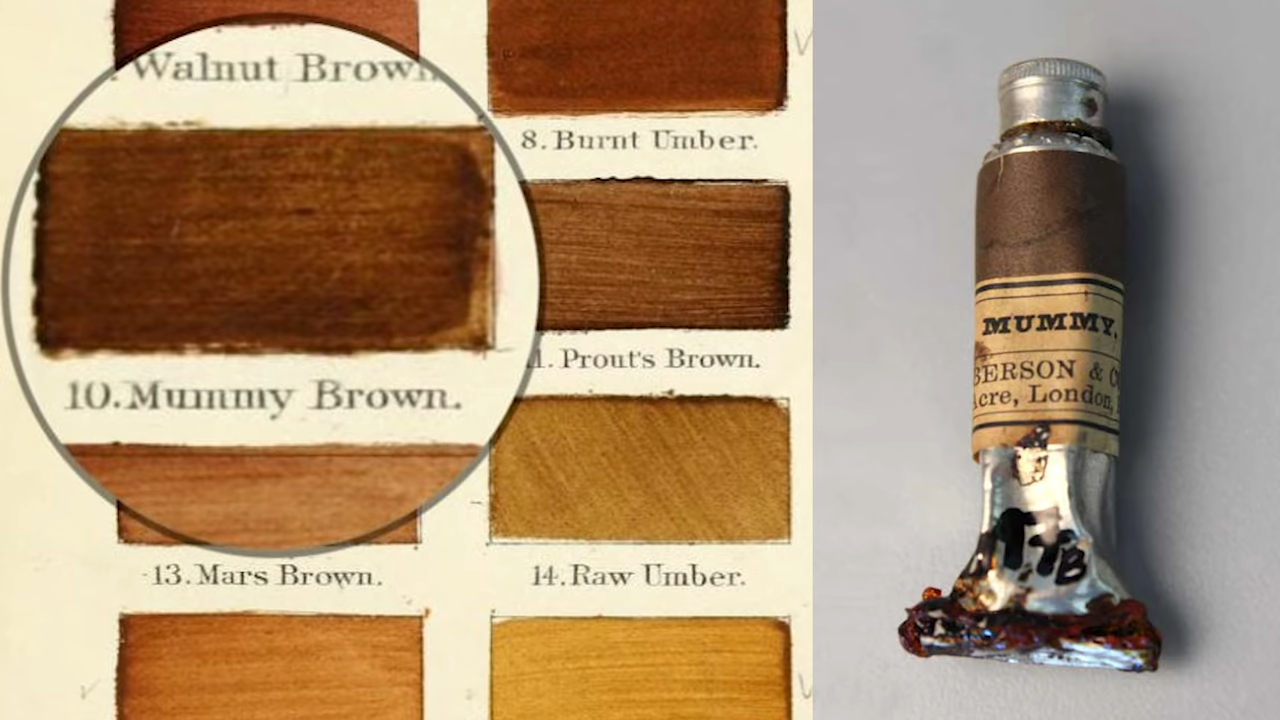 Walnut Brown
8. Burnt Umber.
10. Mummy Brown.
11. Prout's Brown.
13. Mars Brown.
14. Raw Umber.
MUMMY.
BERSON & C
Acre, London,